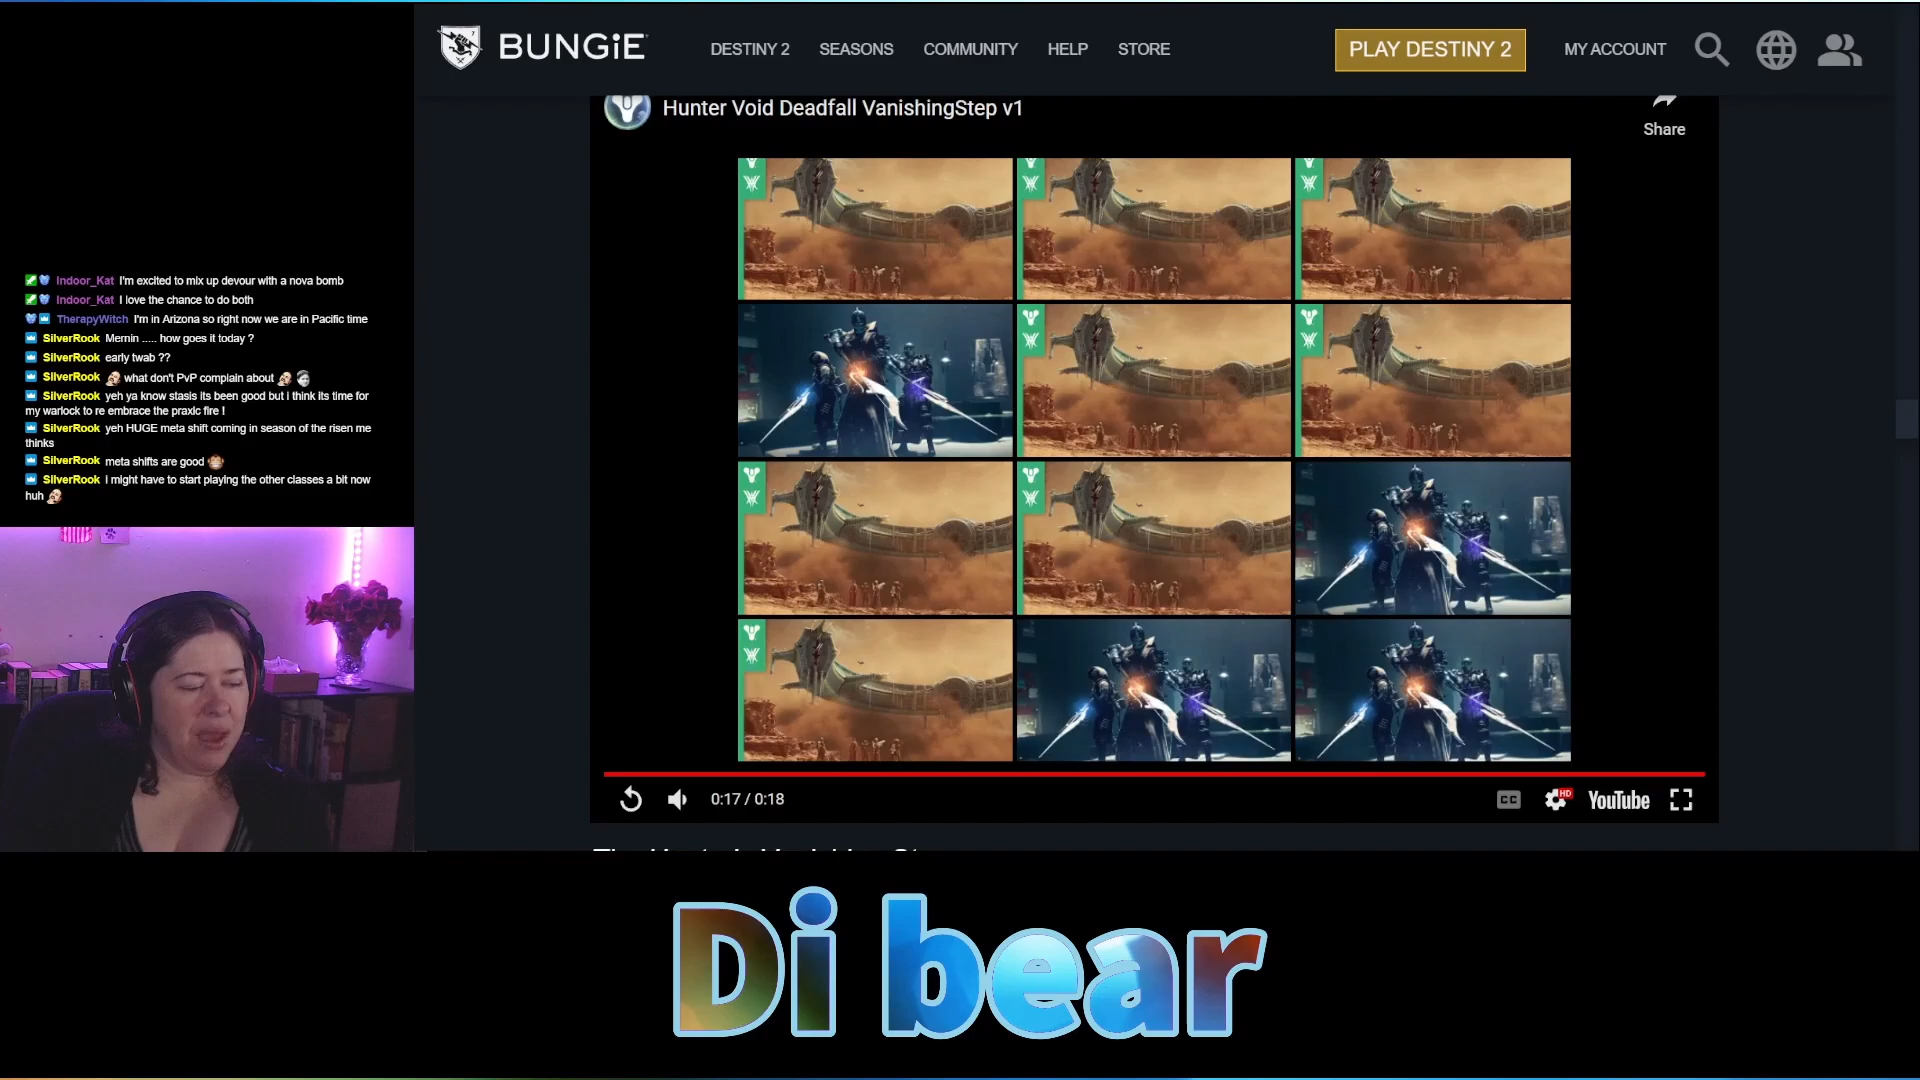 BUNGiE
DESTINY 2 SEASONS COMMUNITY HELP STORE
PLAY DESTINY 2
MY ACCOUNT
Hunter Void Deadfall VanishingStep v1
Share
Indoor_Kat I'm excited to mix up devour with a nova bomb
Indoor_Kat I love the chance to do both
TherapyWitch I'm in Arizona so right now we are in Pacific time
SilverRook Mernin ..... how goes it today ?
SilverRook early twab ??
SilverRook what don't PvP complain about
SilverRook yeh ya know stasis its been good but i think its time for
my warlock to re embrace the praxic fire !
SilverRook yeh HUGE meta shift coming in season of the risen me
thinks
SilverRook meta shifts are good
SilverRook i might have to start playing the other classes a bit now
huh
0:17 / 0:18
CC
HD
YouTube
Di bear